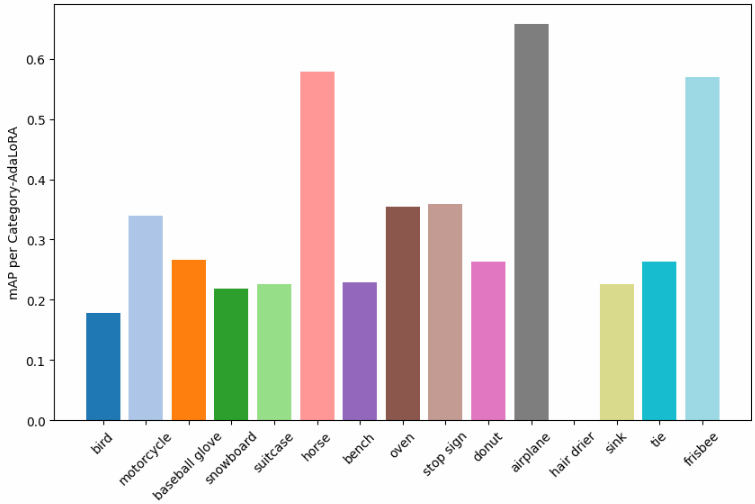 mAP per Category-AdaLoRA
0.6
0.5
0.4
0.3
0.2
0.1
0.0
bird
motorcycle
baseball glove
snowboard
suitcase
horse
bench
oven
stop sign
donut
airplane
hair drier
sink
tie
frisbee